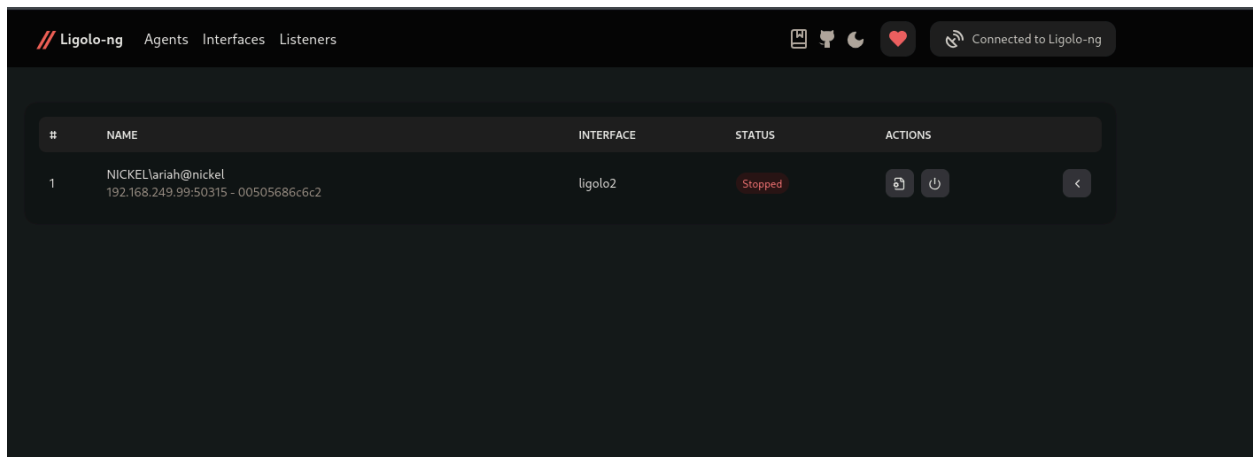 Ligolo-ng Agents Interfaces Listeners Connected to Ligolo-ng
# NAME INTERFACE STATUS ACTIONS
1 NICKEL\ariah@nickel ligolo2 Stopped
192.168.249.99:50315 - 00505686c6c2